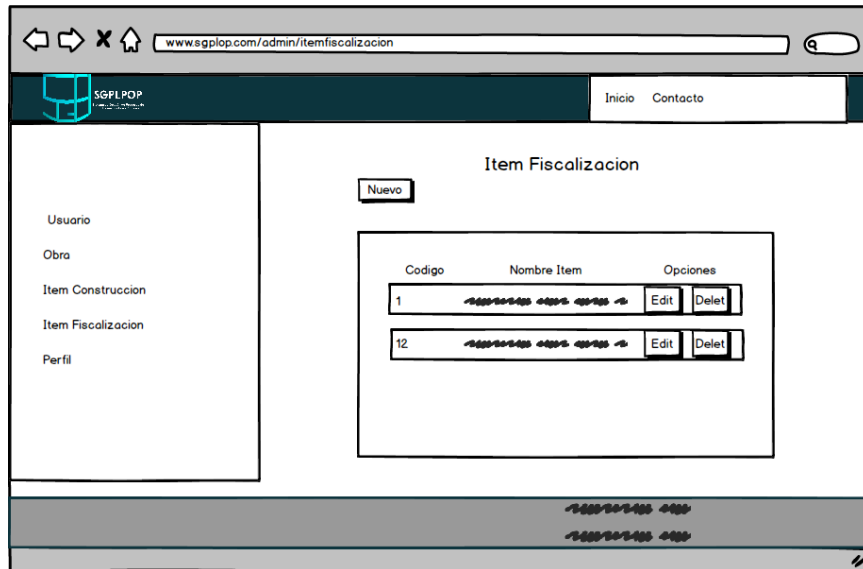 www.sgplop.com/admin/itemfiscalizacion
SGPLPOP
Inicio Contacto
Item Fiscalizacion
Nuevo
Usuario
Obra
Item Construccion
Item Fiscalizacion
Perfil
Codigo Nombre Item Opciones
1 Edit Delet
12 Edit Delet